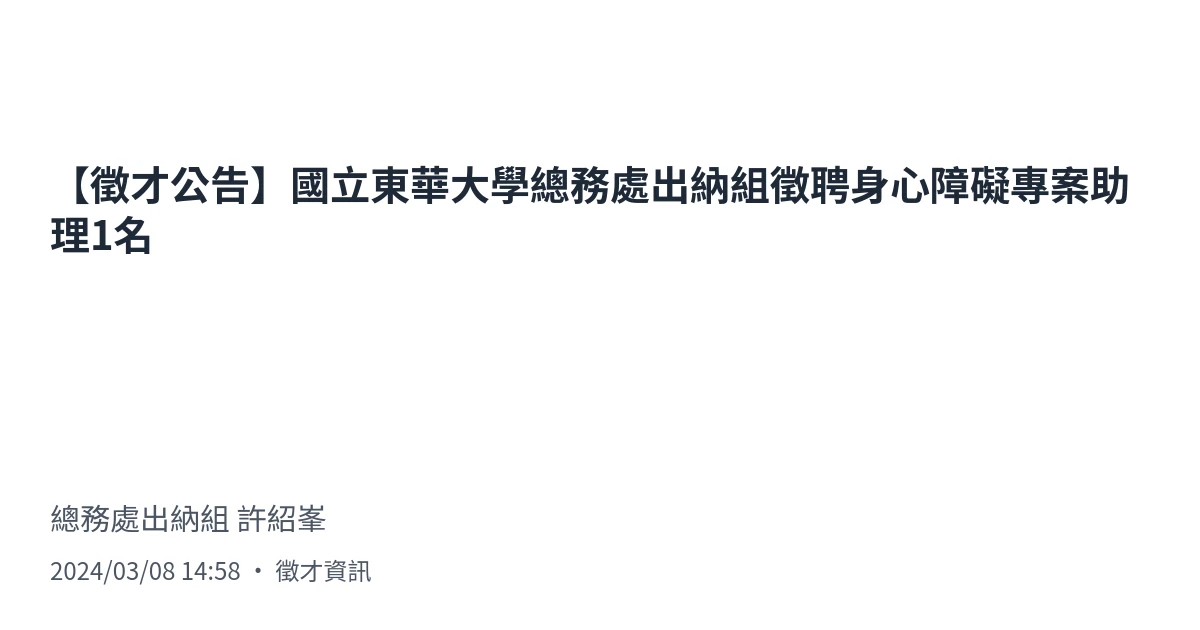 【徵才公告】國立東華大學總務處出納組徵聘身心障礙專案助
理1名
總務處出納組 許紹峯
2024/03/08 14:58 • 徵才資訊